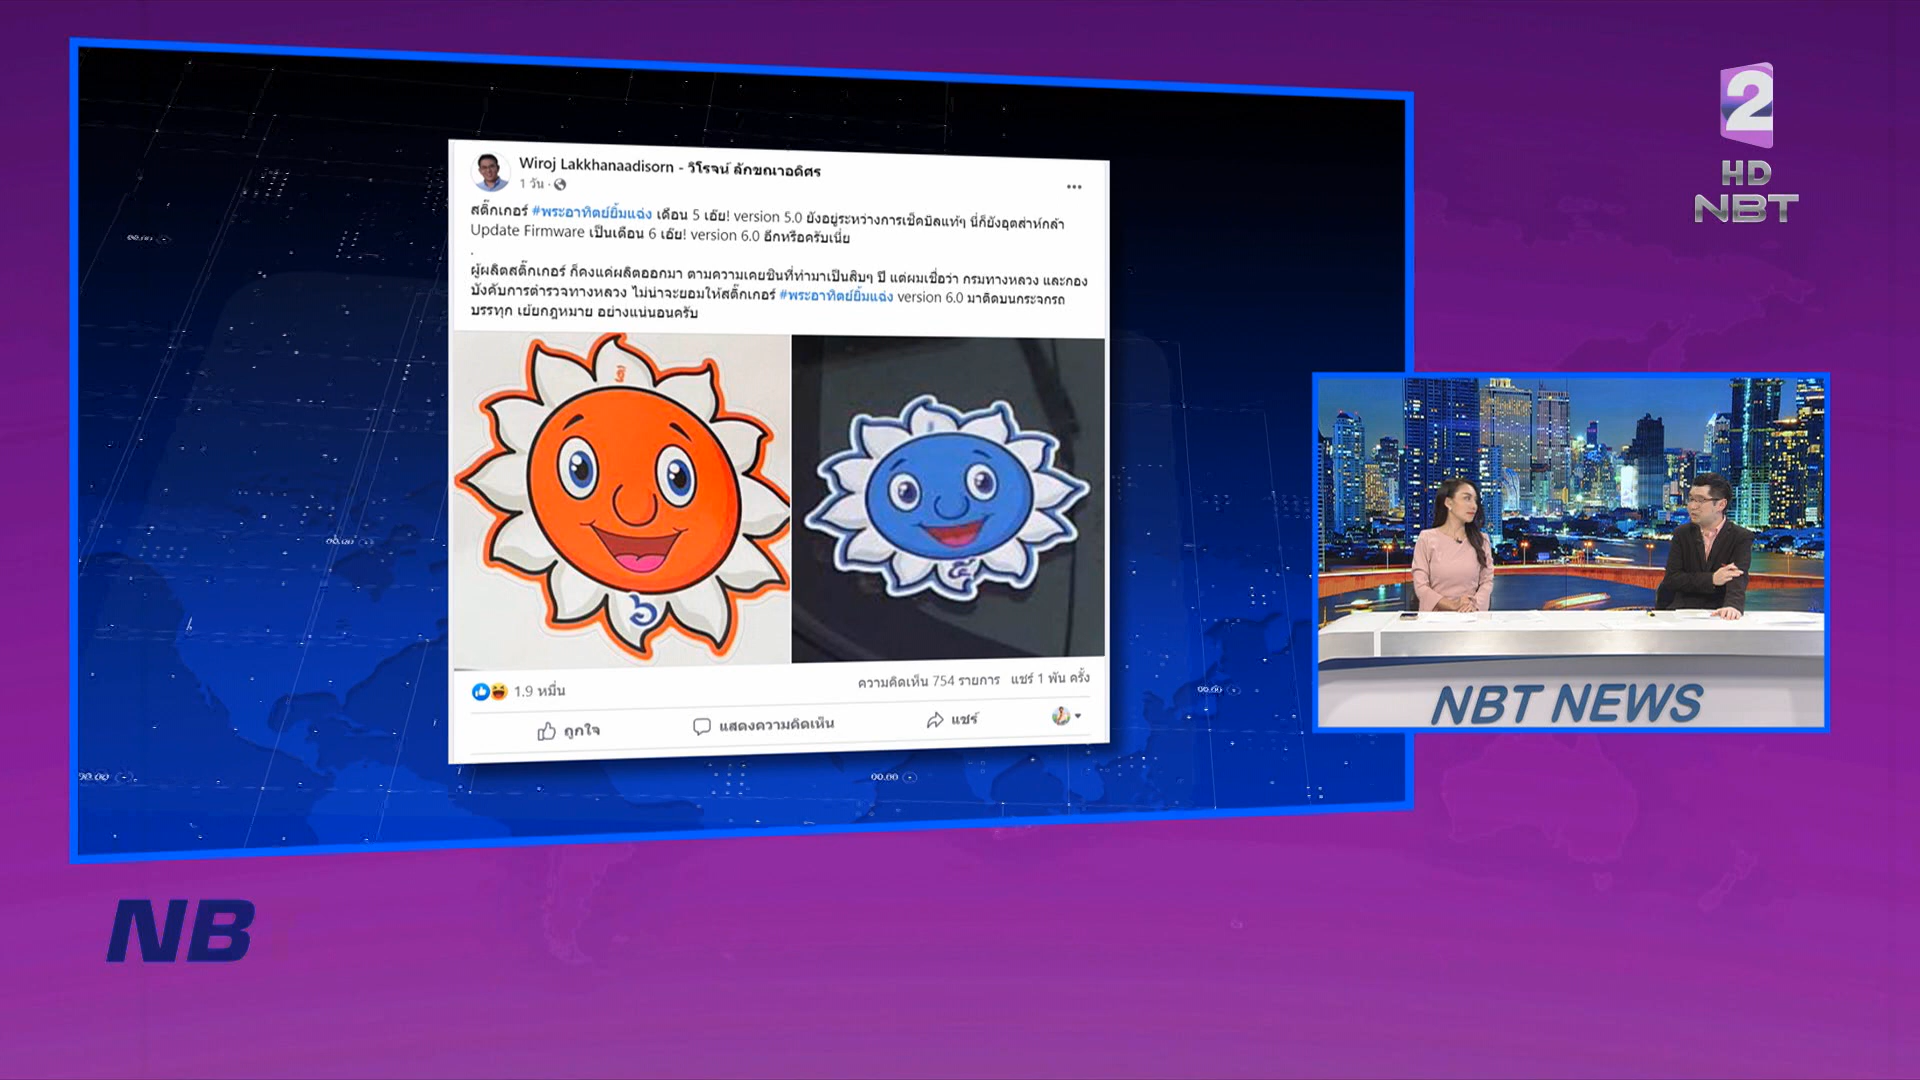 2
HD
NBT
Wiroj Lakkhanaadisorn - วิโรจน์ ลักขณาอดิศร
1 วัน
สติ๊กเกอร์ #พระอาทิตย์ยิ้มแฉ่ง เดือน 5 เอ๊ย! version 5.0 ยังอยู่ระหว่างการเช็คบิลแท้ๆ นี่ก็ยังอุตส่าห์กล้า
Update Firmware เป็นเดือน 6 เอ๊ย! version 6.0 อีกหรือครับเนี่ย
.
ผู้ผลิตสติ๊กเกอร์ ก็คงแค่ผลิตออกมา ตามความเคยชินที่ทำมาเป็นสิบๆ ปี แต่ผมเชื่อว่า กรมทางหลวง และกอง
บังคับการตำรวจทางหลวง ไม่น่าจะยอมให้สติ๊กเกอร์ #พระอาทิตย์ยิ้มแฉ่ง version 6.0 มาติดบนกระจกรถ
บรรทุก เย้ยกฎหมาย อย่างแน่นอนครับ
๖
๕
1.9 หมื่น
ความคิดเห็น 754 รายการ แชร์ 1 พัน ครั้ง
ถูกใจ
แสดงความคิดเห็น
แชร์
NBT NEWS
NB
00.00